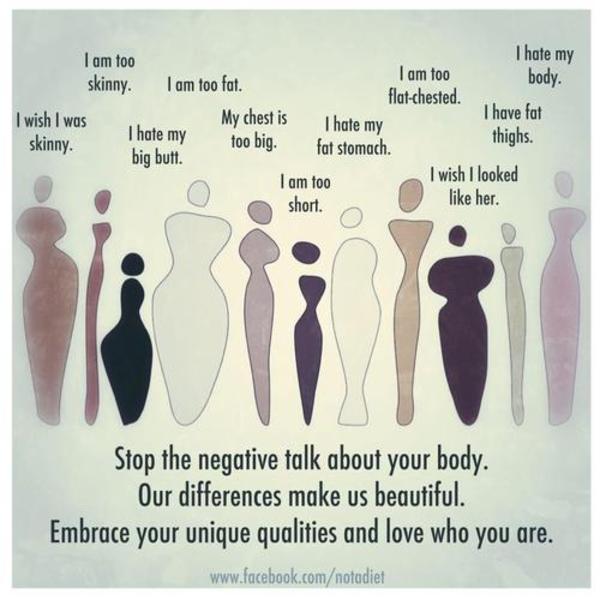 I am too
skinny.
I am too fat.
I am too
flat-chested.
I hate my
body.
I wish I was
skinny.
I hate my
big butt.
My chest is
too big.
I hate my
fat stomach.
I have fat
thighs.
I am too
short.
I wish I looked
like her.
Stop the negative talk about your body.
Our differences make us beautiful.
Embrace your unique qualities and love who you are.
www.facebook.com/notadiet